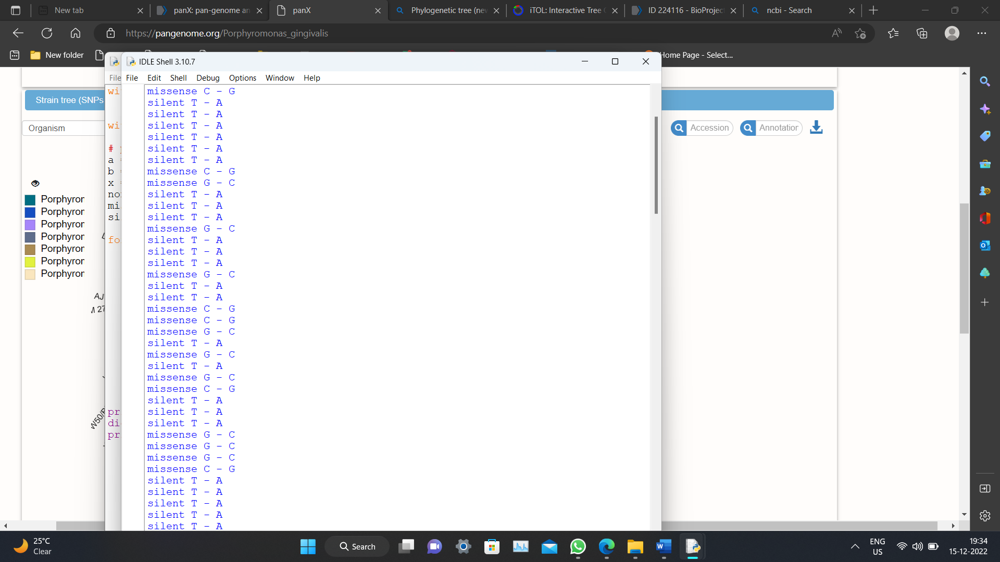 New tab
panX: pan-genome an
panX
Phylogenetic tree (new
iTOL: Interactive Tree
ID 224116 - BioProject
ncbi - Search
https://pangenome.org/Porphyromonas_gingivalis
New folder
Home Page - Select...
IDLE Shell 3.10.7
File
File Edit Shell Debug Options Window Help
Strain tree (SNPs
Organism
Accession
Annotation
Porphyror
Porphyror
Porphyror
Porphyror
Porphyror
Porphyror
Porphyror
AJ
M 27
W50/
wi
wi
#
a
b
x
no
mi
si
fo
pr
di
pr
missense C - G
silent T - A
silent T - A
silent T - A
silent T - A
silent T - A
silent T - A
missense C - G
missense G - C
silent T - A
silent T - A
silent T - A
missense G - C
silent T - A
silent T - A
silent T - A
missense G - C
silent T - A
silent T - A
missense C - G
missense C - G
missense G - C
silent T - A
missense G - C
silent T - A
missense G - C
missense C - G
silent T - A
silent T - A
silent T - A
missense G - C
missense G - C
missense G - C
missense C - G
silent T - A
silent T - A
silent T - A
silent T - A
silent T - A
25°C
Clear
Search
ENG
US
19:34
15-12-2022